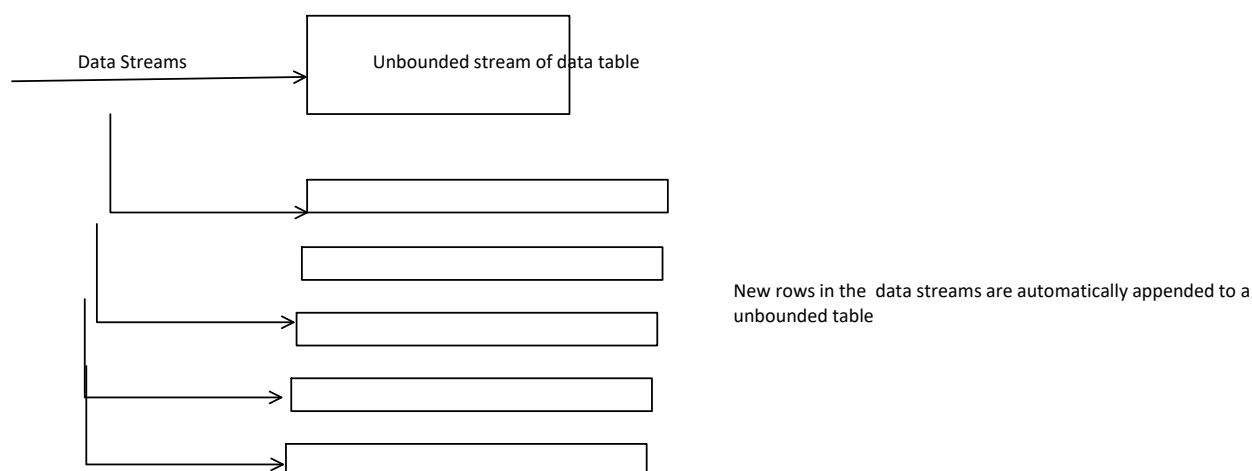 Data Streams
Unbounded stream of data table
New rows in the  data streams are automatically appended to a
unbounded table